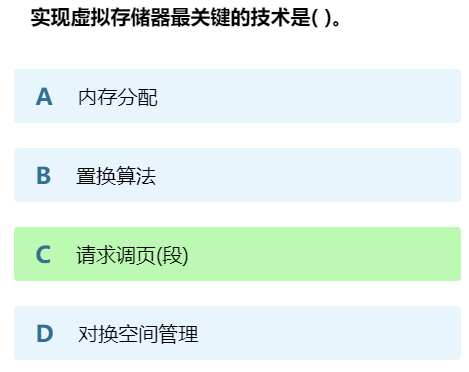 实现虚拟存储器最关键的技术是( )。
A 内存分配
B 置换算法
C 请求调页(段)
D 对换空间管理